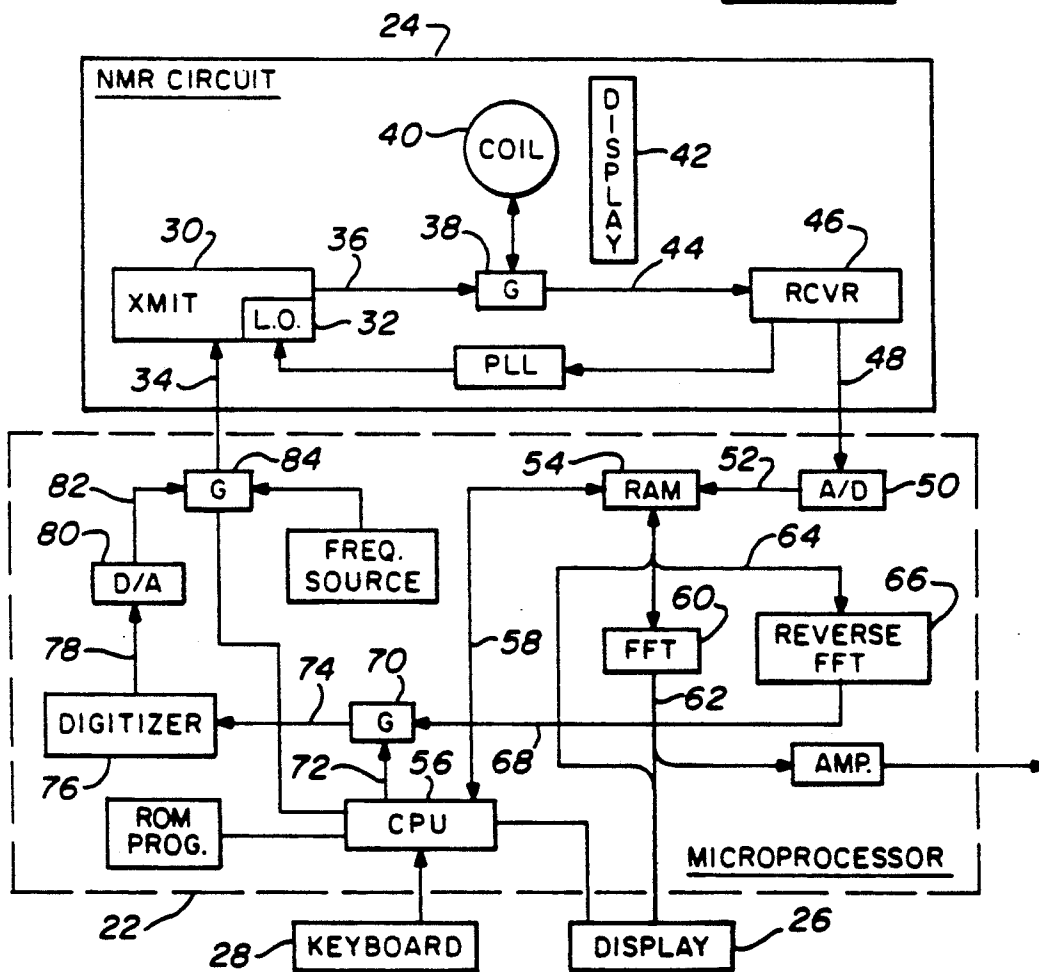 24
NMR CIRCUIT
40
COIL
DISPLAY
42
30
36
38
44
46
XMIT
L.O.
32
G
RCVR
34
PLL
48
82
84
G
54
RAM
52
A/D
50
80
D/A
FREQ.
SOURCE
64
60
66
78
58
FFT
REVERSE
FFT
74
70
62
DIGITIZER
G
76
72
56
68
AMP.
ROM
PROG.
CPU
MICROPROCESSOR
22
28
KEYBOARD
DISPLAY
26